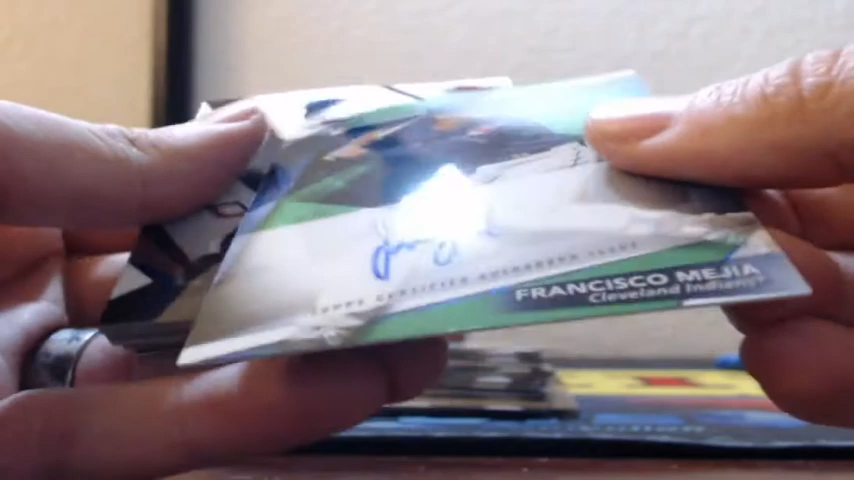 TOPPS CERTIFIED AUTOGRAPH ISSUE
FRANCISCO MEJIA
Cleveland Indians®